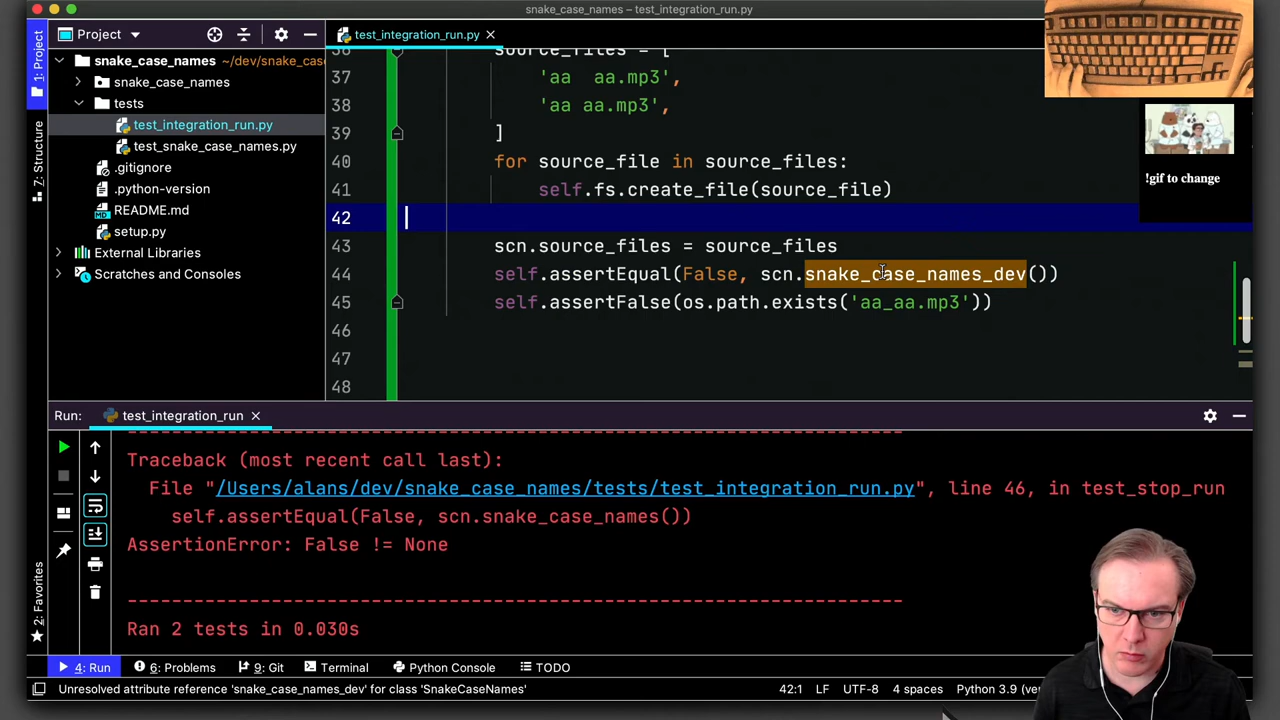 snake_case_names – test_integration_run.py
Project
test_integration_run.py
1: Project
7: Structure
2: Favorites
snake_case_names ~/dev/snake_cas
snake_case_names
tests
test_integration_run.py
test_snake_case_names.py
.gitignore
.python-version
README.md
setup.py
External Libraries
Scratches and Consoles
36 source_files = [
37 'aa  aa.mp3',
38 'aa aa.mp3',
39 ]
40 for source_file in source_files:
41 self.fs.create_file(source_file)
42
43 scn.source_files = source_files
44 self.assertEqual(False, scn.snake_case_names_dev())
45 self.assertFalse(os.path.exists('aa_aa.mp3'))
46
47
48
!gif to change
Run: test_integration_run
Traceback (most recent call last):
File "/Users/alans/dev/snake_case_names/tests/test_integration_run.py", line 46, in test_stop_run
self.assertEqual(False, scn.snake_case_names())
AssertionError: False != None
Ran 2 tests in 0.030s
4: Run 6: Problems 9: Git Terminal Python Console TODO
Unresolved attribute reference 'snake_case_names_dev' for class 'SnakeCaseNames' 42:1 LF UTF-8 4 spaces Python 3.9 (ver